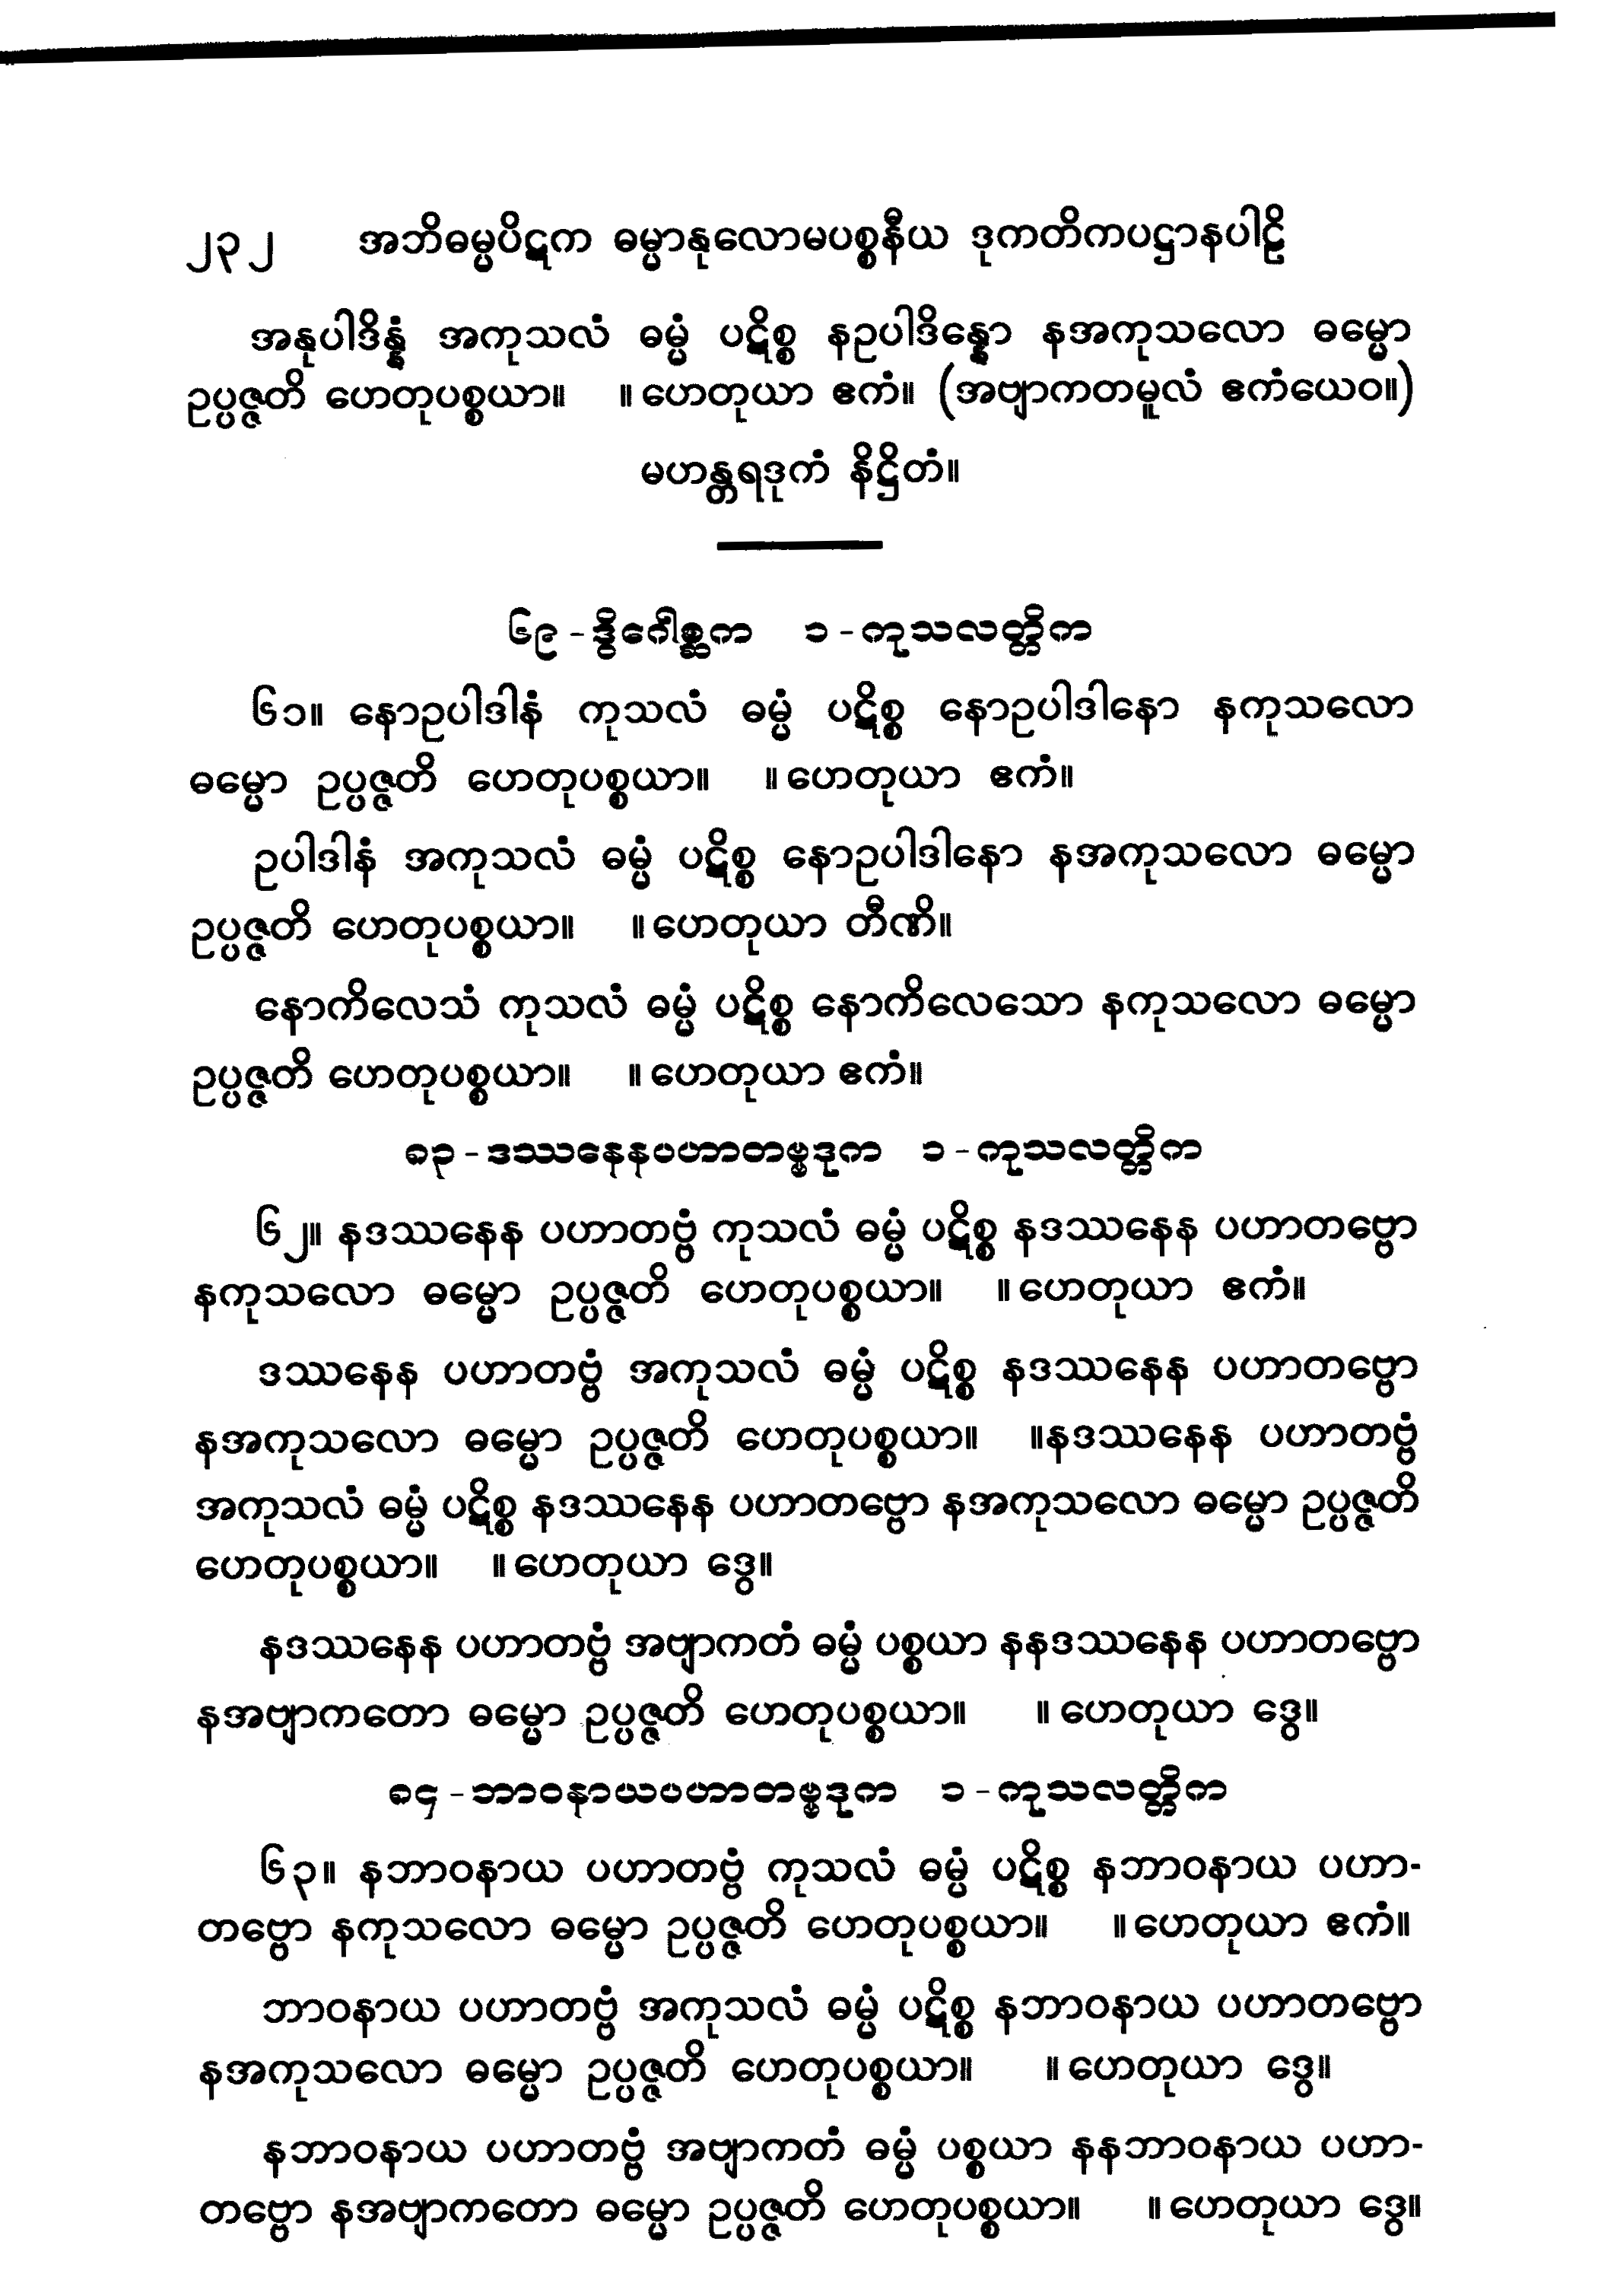 ၂၃၂ အဘိဓမ္မပိဋက ဓမ္မာနုလောမပစ္စနီယ ဒုကတိကပဋ္ဌာနပါဠိ
အနုပါဒိန္နံ အကုသလံ ဓမ္မံ ပဋိစ္စ နဥပါဒိန္နော နအကုသလော ဓမ္မော
ဥပ္ပဇ္ဇတိ ဟေတုပစ္စယာ။ ။ ဟေတုယာ ဧကံ။ (အဗျာကတမူလံ ဧကံယေဝ။)
မဟန္တရဒုကံ နိဋ္ဌိတံ။
၆၉ - ဒွိဂေါစ္ဆက ၁ - ကုသလတ္တိက
၆၁။ နောဥပါဒါနံ ကုသလံ ဓမ္မံ ပဋိစ္စ နောဥပါဒါနော နကုသလော
ဓမ္မော ဥပ္ပဇ္ဇတိ ဟေတုပစ္စယာ။ ။ ဟေတုယာ ဧကံ။
ဥပါဒါနံ အကုသလံ ဓမ္မံ ပဋိစ္စ နောဥပါဒါနော နအကုသလော ဓမ္မော
ဥပ္ပဇ္ဇတိ ဟေတုပစ္စယာ။ ။ ဟေတုယာ တီဏိ။
နောကိလေသံ ကုသလံ ဓမ္မံ ပဋိစ္စ နောကိလေသော နကုသလော ဓမ္မော
ဥပ္ပဇ္ဇတိ ဟေတုပစ္စယာ။ ။ ဟေတုယာ ဧကံ။
၈၃ - ဒဿနေနပဟာတဗ္ဗဒုက ၁ - ကုသလတ္တိက
၆၂။ နဒဿနေန ပဟာတဗ္ဗံ ကုသလံ ဓမ္မံ ပဋိစ္စ နဒဿနေန ပဟာတဗ္ဗော
နကုသလော ဓမ္မော ဥပ္ပဇ္ဇတိ ဟေတုပစ္စယာ။ ။ ဟေတုယာ ဧကံ။
ဒဿနေန ပဟာတဗ္ဗံ အကုသလံ ဓမ္မံ ပဋိစ္စ နဒဿနေန ပဟာတဗ္ဗော
နအကုသလော ဓမ္မော ဥပ္ပဇ္ဇတိ ဟေတုပစ္စယာ။ ။နဒဿနေန ပဟာတဗ္ဗံ
အကုသလံ ဓမ္မံ ပဋိစ္စ နဒဿနေန ပဟာတဗ္ဗော နအကုသလော ဓမ္မော ဥပ္ပဇ္ဇတိ
ဟေတုပစ္စယာ။ ။ ဟေတုယာ ဒွေ။
နဒဿနေန ပဟာတဗ္ဗံ အဗျာကတံ ဓမ္မံ ပစ္စယာ နနဒဿနေန ပဟာတဗ္ဗော
နအဗျာကတော ဓမ္မော ဥပ္ပဇ္ဇတိ ဟေတုပစ္စယာ။ ။ ဟေတုယာ ဒွေ။
၈၄ - ဘာဝနာယပဟာတဗ္ဗဒုက ၁ - ကုသလတ္တိက
၆၃။ နဘာဝနာယ ပဟာတဗ္ဗံ ကုသလံ ဓမ္မံ ပဋိစ္စ နဘာဝနာယ ပဟာ-
တဗ္ဗော နကုသလော ဓမ္မော ဥပ္ပဇ္ဇတိ ဟေတုပစ္စယာ။ ။ ဟေတုယာ ဧကံ။
ဘာဝနာယ ပဟာတဗ္ဗံ အကုသလံ ဓမ္မံ ပဋိစ္စ နဘာဝနာယ ပဟာတဗ္ဗော
နအကုသလော ဓမ္မော ဥပ္ပဇ္ဇတိ ဟေတုပစ္စယာ။ ။ ဟေတုယာ ဒွေ။
နဘာဝနာယ ပဟာတဗ္ဗံ အဗျာကတံ ဓမ္မံ ပစ္စယာ နနဘာဝနာယ ပဟာ-
တဗ္ဗော နအဗျာကတော ဓမ္မော ဥပ္ပဇ္ဇတိ ဟေတုပစ္စယာ။ ။ ဟေတုယာ ဒွေ။